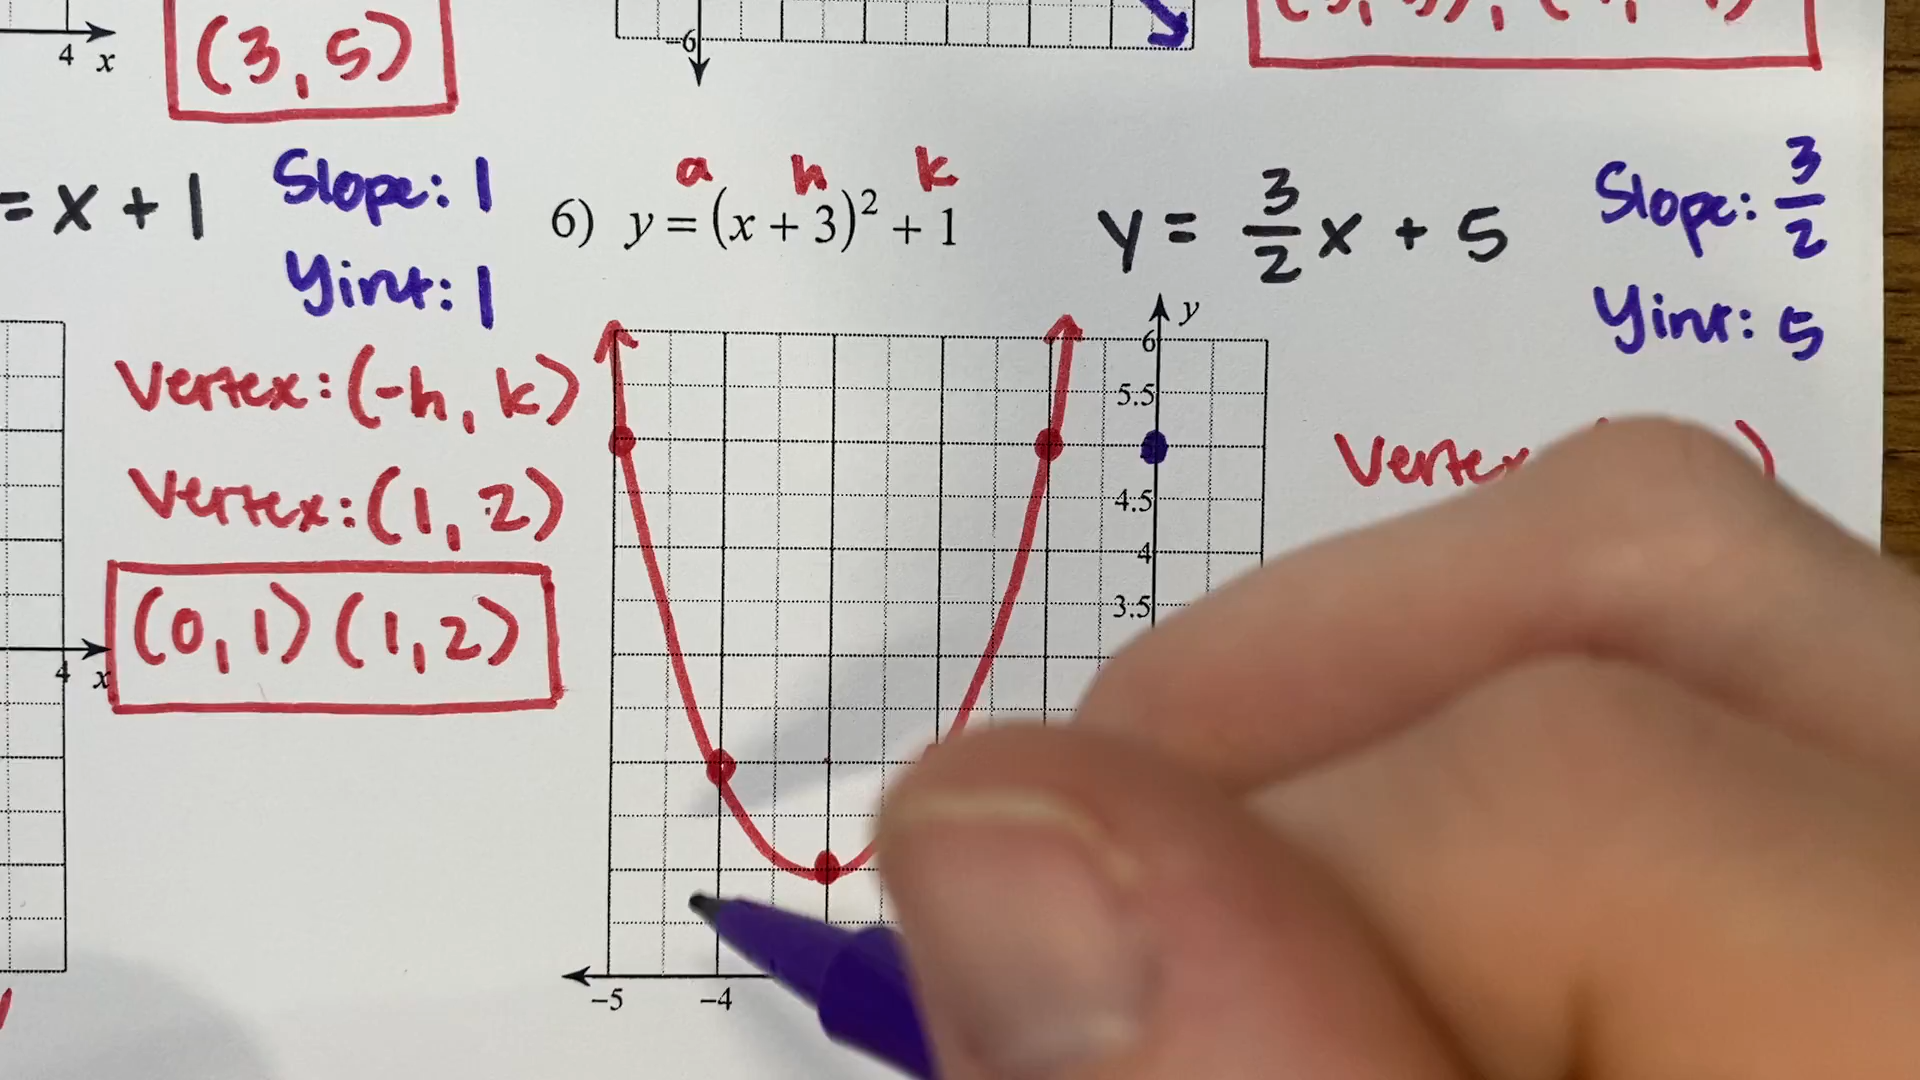 4 x
(3, 5)
-6
= x + 1
Slope: 1
Yint: 1
a h k
6) y = (x + 3)² + 1
y = 3/2 x + 5
Slope: 3/2
Yint: 5
Vertex: (-h, k)
Vertex: (1, 2)
(0, 1) (1, 2)
4 x
y
6
5.5
4.5
4
3.5
-5 -4